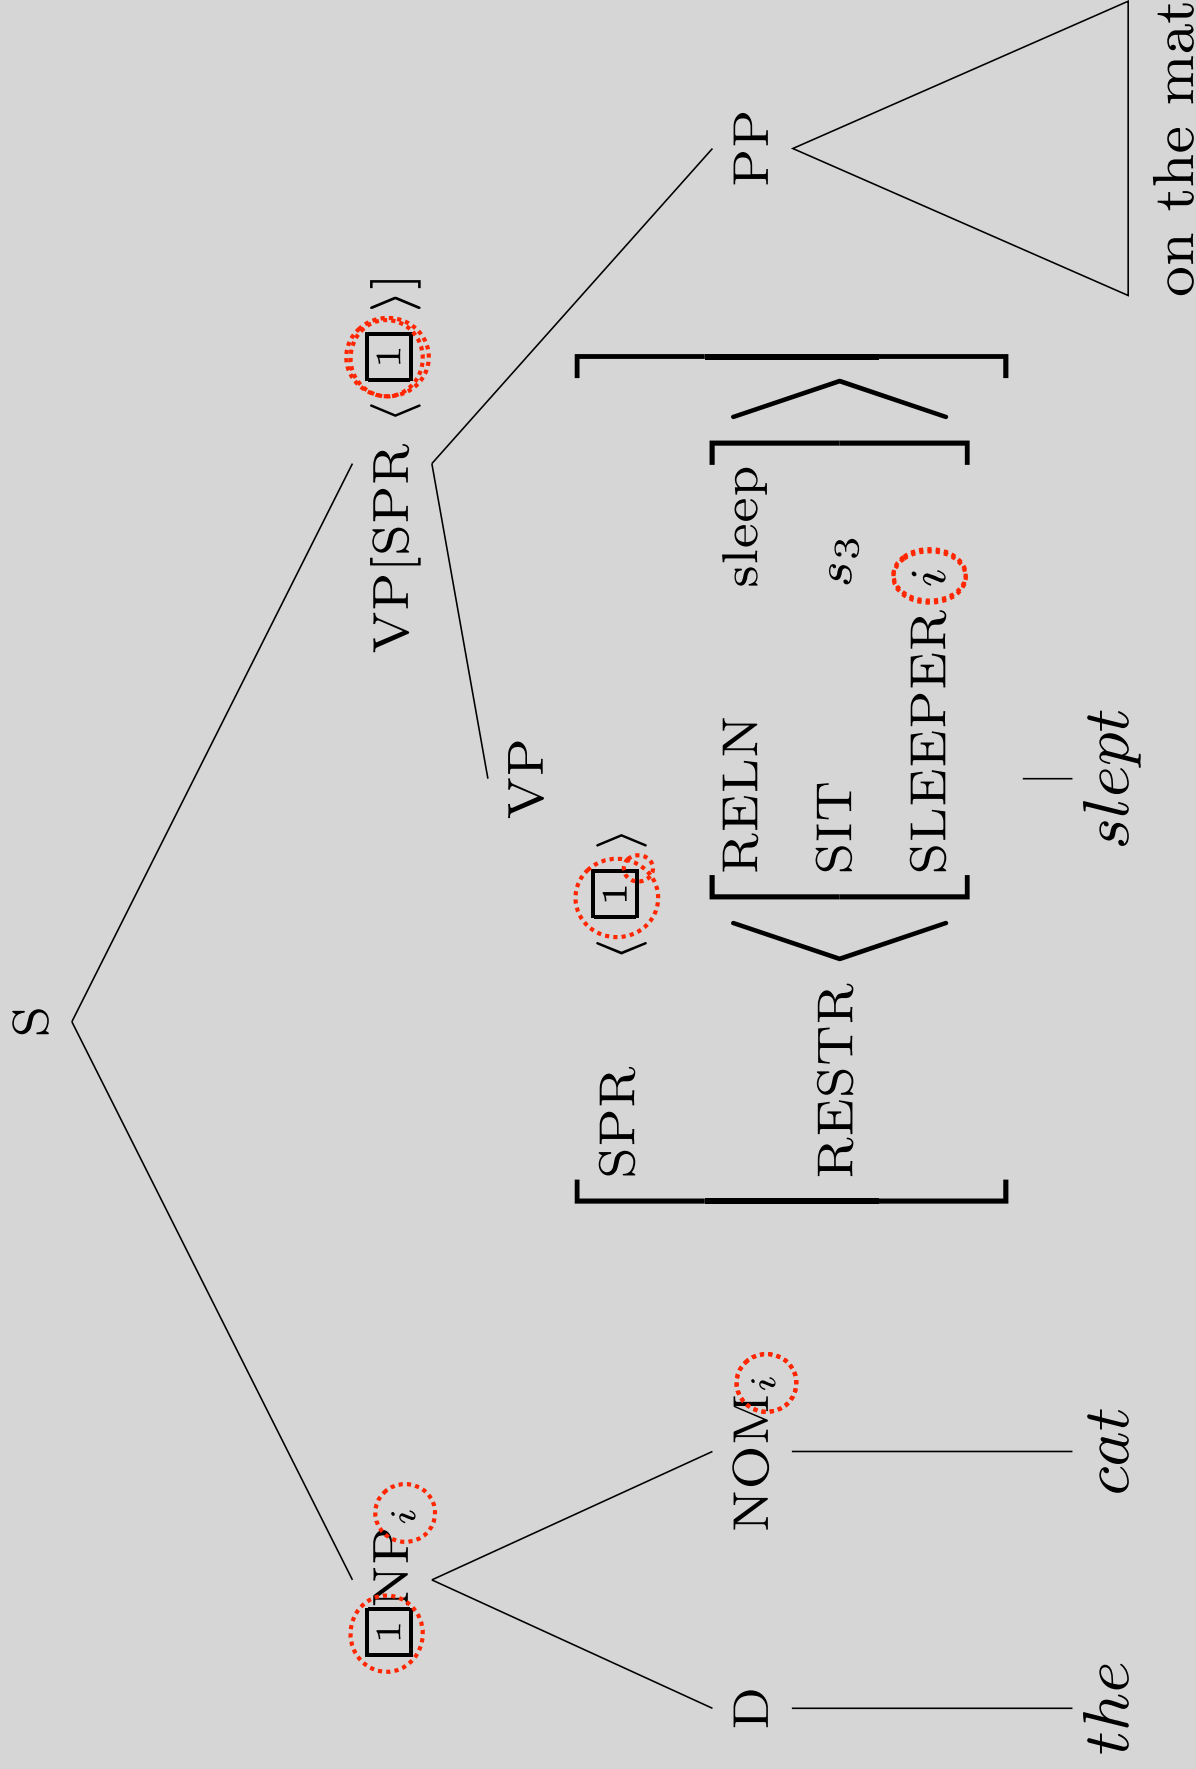 S
1 NP i VP[SPR ⟨ 1 ⟩]
VP
SPR ⟨ 1 ⟩
D NOM i RELN sleep PP
RESTR ⟨ SIT s3 ⟩
SLEEPER i
the cat slept on the mat